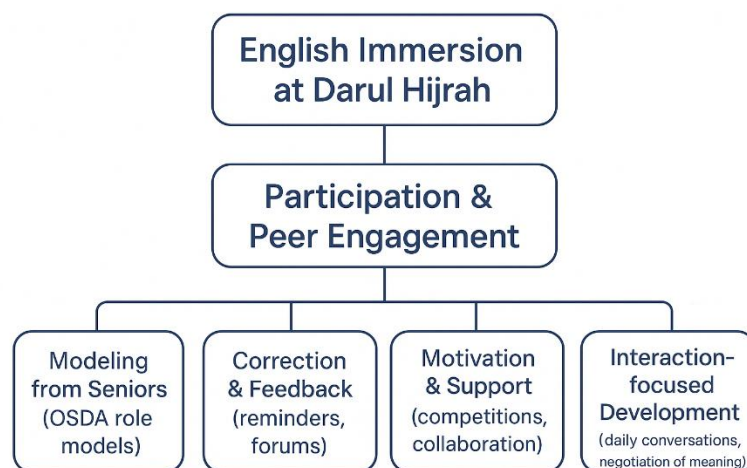 English Immersion
at Darul Hijrah
Participation &
Peer Engagement
Modeling
from Seniors
(OSDA role
models)
Correction
& Feedback
(reminders,
forums)
Motivation
& Support
(competitions,
collaboration)
Interaction-
focused
Development
(daily conversations,
negotiation of meaning)